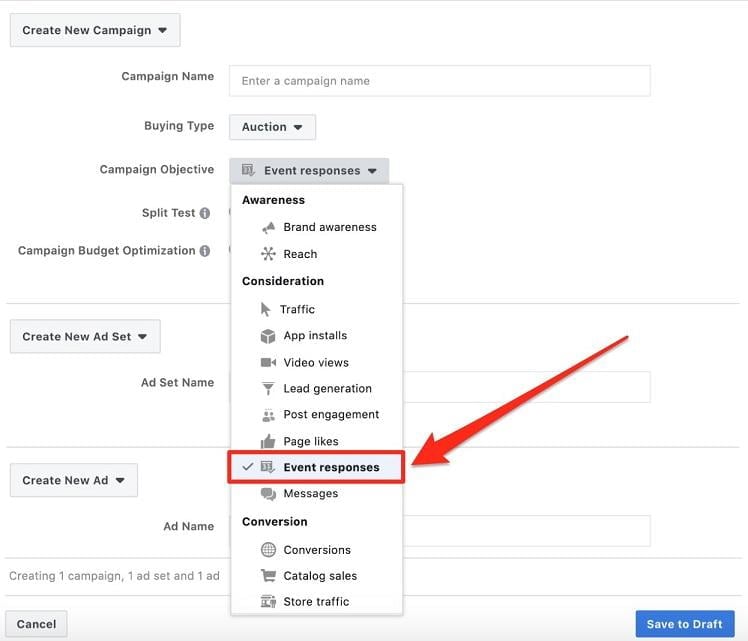 Create New Campaign
Campaign Name
Enter a campaign name
Buying Type
Auction
Campaign Objective
Event responses
Split Test
Campaign Budget Optimization
Awareness
Brand awareness
Reach
Consideration
Traffic
App installs
Video views
Lead generation
Post engagement
Page likes
Event responses
Messages
Conversion
Conversions
Catalog sales
Store traffic
Create New Ad Set
Ad Set Name
Create New Ad
Ad Name
Creating 1 campaign, 1 ad set and 1 ad
Cancel
Save to Draft